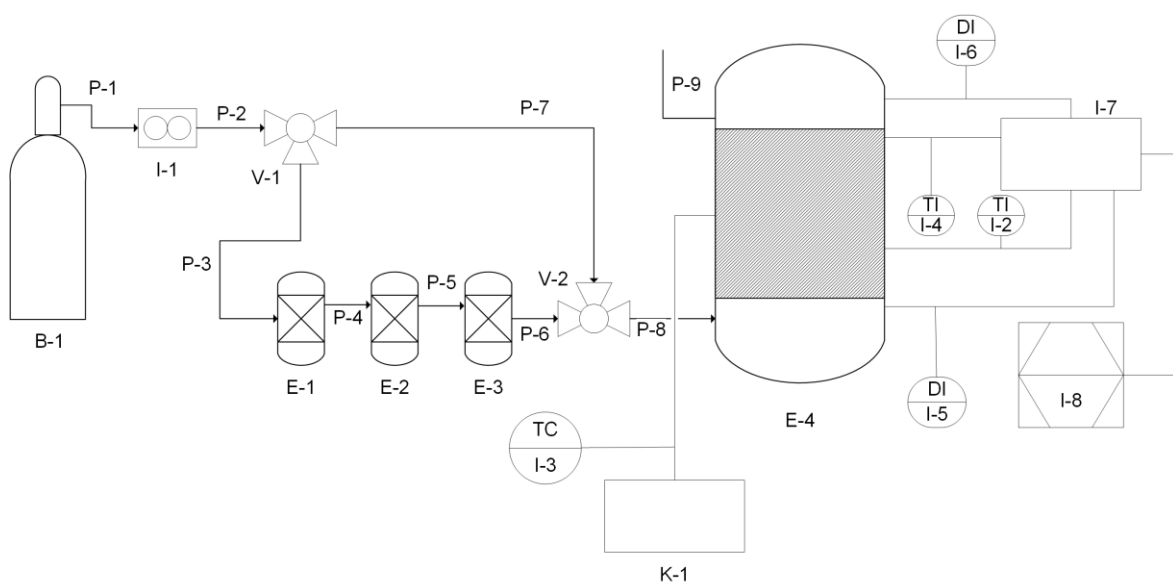 DI
I-6
P-1
P-2
P-7
P-9
I-7
I-1
V-1
TI
I-4
TI
I-2
P-3
P-4
P-5
V-2
P-6
P-8
B-1
E-1
E-2
E-3
E-4
DI
I-5
I-8
TC
I-3
K-1